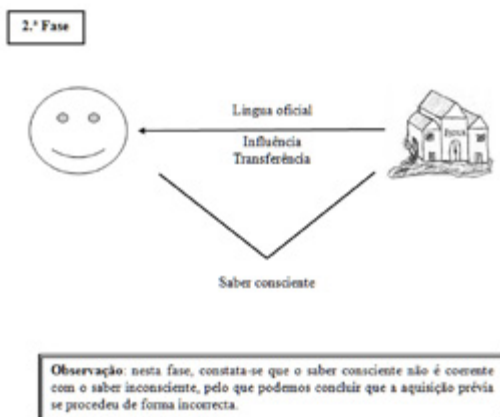 2.ª Fase
Língua oficial
Influência
Transferência
Saber consciente
Observação: nesta fase, constata-se que o saber consciente não é coerente
com o saber inconsciente, pelo que podemos concluir que a aquisição prévia
se procedeu de forma incorrecta.